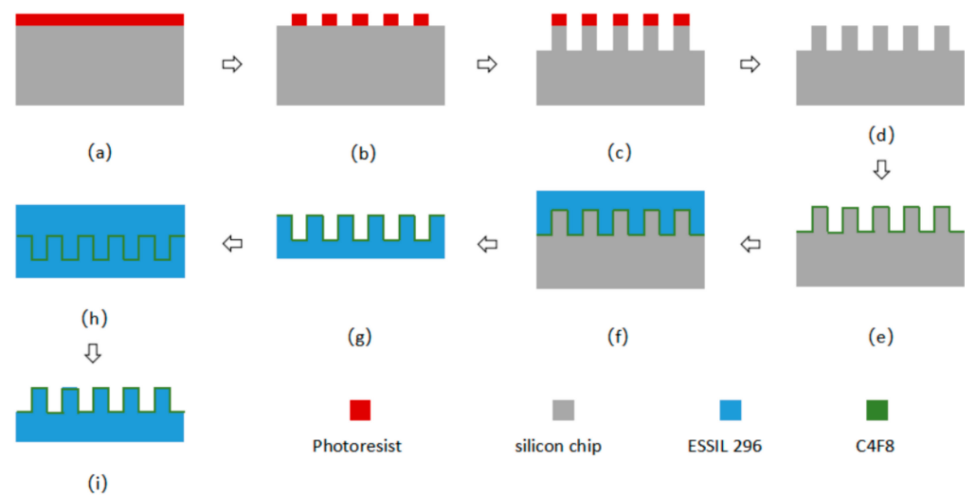 (a)
(b)
(c)
(d)
(h)
(g)
(f)
(e)
(i)
Photoresist
silicon chip
ESSIL 296
C4F8